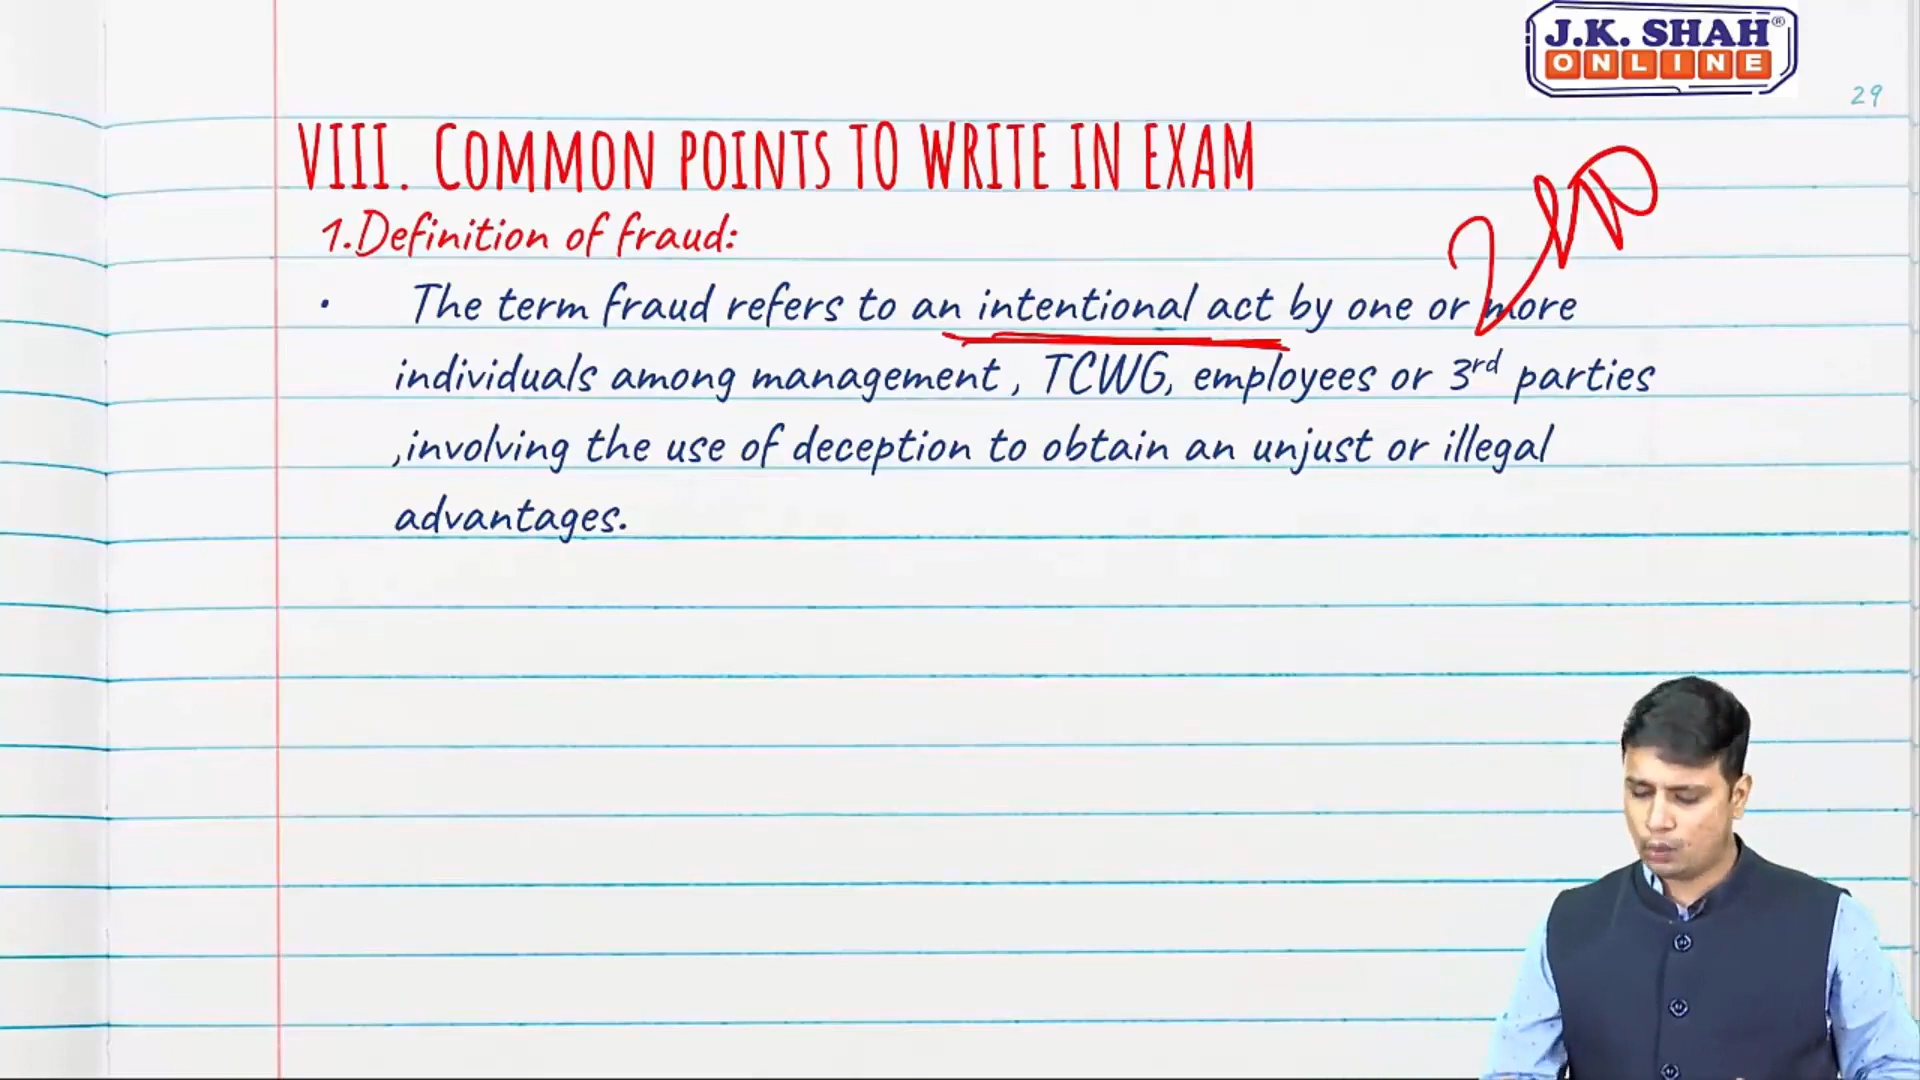 J.K. SHAH®
ONLINE
29
VIII. COMMON POINTS TO WRITE IN EXAM
1.Definition of fraud:
• The term fraud refers to an intentional act by one or more
individuals among management , TCWG, employees or 3rd parties
,involving the use of deception to obtain an unjust or illegal
advantages.